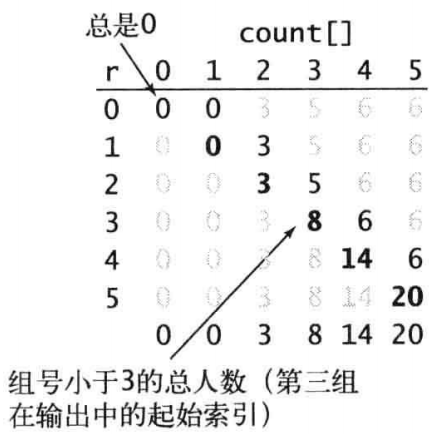 总是0
count[]
r 0 1 2 3 4 5
0 0 0 3 5 6 6
1 0 0 3 5 6 6
2 0 0 3 5 6 6
3 0 0 3 8 6 6
4 0 0 3 8 14 6
5 0 0 3 8 14 20
0 0 3 8 14 20
组号小于3的总人数（第三组
在输出中的起始索引）